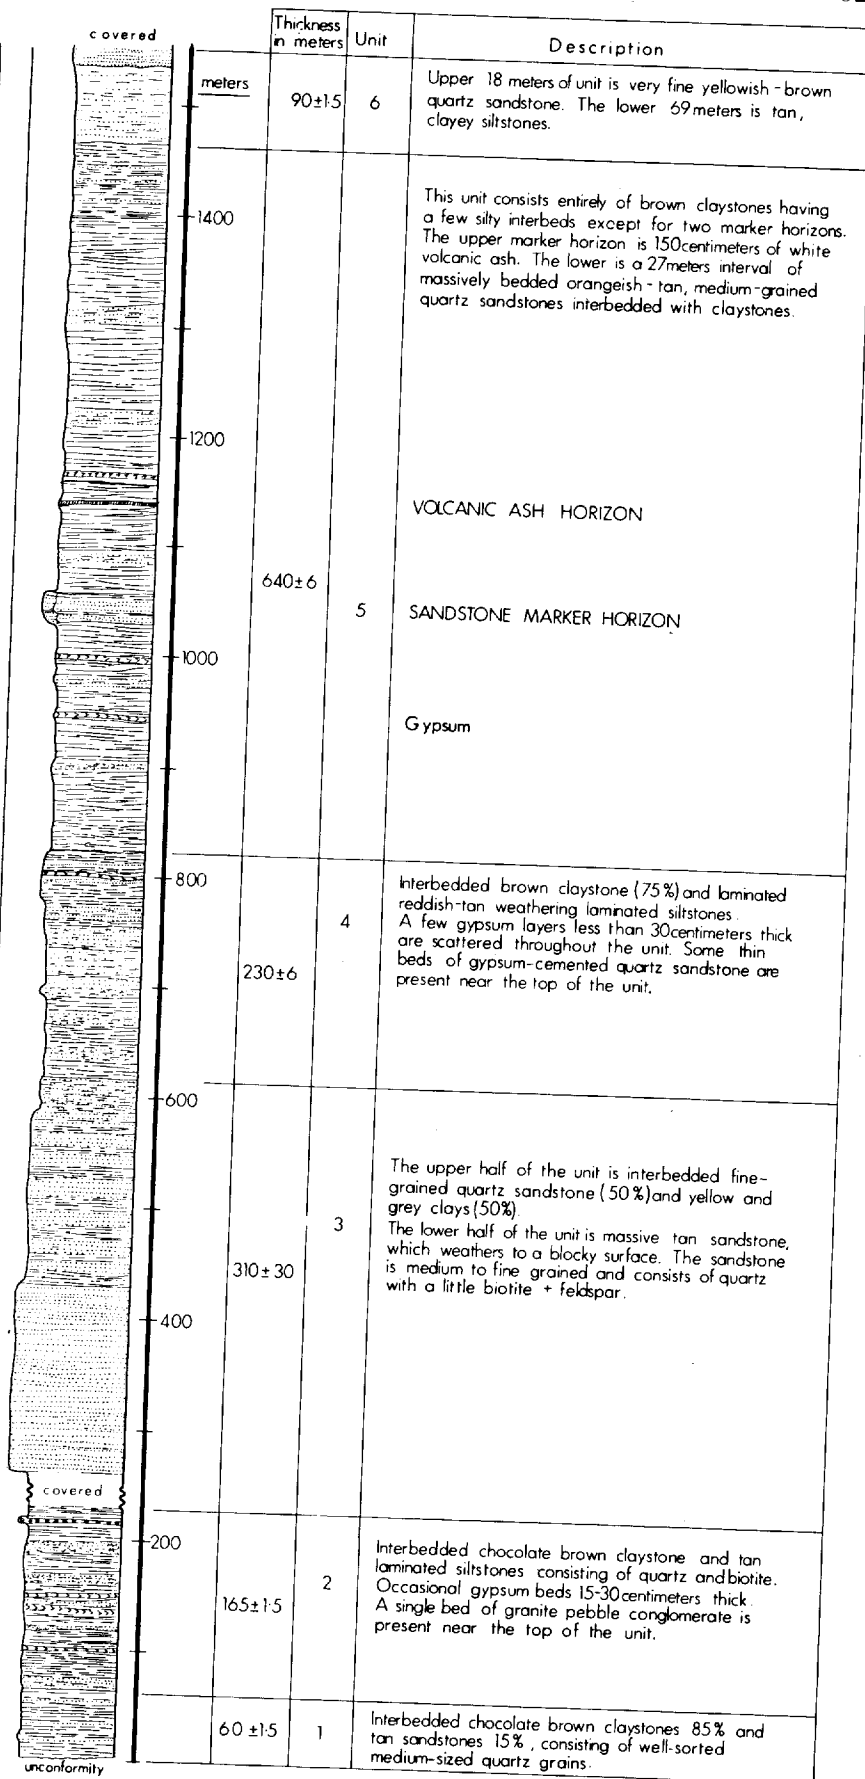 covered
Thickness
in meters
Unit
Description
meters
90±1·5
6
Upper 18 meters of unit is very fine yellowish-brown
quartz sandstone. The lower 69 meters is tan,
clayey siltstones.
This unit consists entirely of brown claystones having
a few silty interbeds except for two marker horizons.
The upper marker horizon is 150centimeters of white
volcanic ash. The lower is a 27meters interval of
massively bedded orangeish-tan, medium-grained
quartz sandstones interbedded with claystones.
1400
1200
VOLCANIC ASH HORIZON
640±6
5
SANDSTONE MARKER HORIZON
1000
Gypsum
800
230±6
4
Interbedded brown claystone (75%) and laminated
reddish-tan weathering laminated siltstones.
A few gypsum layers less than 30centimeters thick
are scattered throughout the unit. Some thin
beds of gypsum-cemented quartz sandstone are
present near the top of the unit.
600
310±30
3
The upper half of the unit is interbedded fine-
grained quartz sandstone (50%) and yellow and
grey clays (50%).
The lower half of the unit is massive tan sandstone,
which weathers to a blocky surface. The sandstone
is medium to fine grained and consists of quartz
with a little biotite + feldspar.
400
covered
200
165±1·5
2
Interbedded chocolate brown claystone and tan
laminated siltstones consisting of quartz and biotite.
Occasional gypsum beds 15-30centimeters thick.
A single bed of granite pebble conglomerate is
present near the top of the unit.
60±1·5
1
Interbedded chocolate brown claystones 85% and
tan sandstones 15%, consisting of well-sorted
medium-sized quartz grains.
unconformity